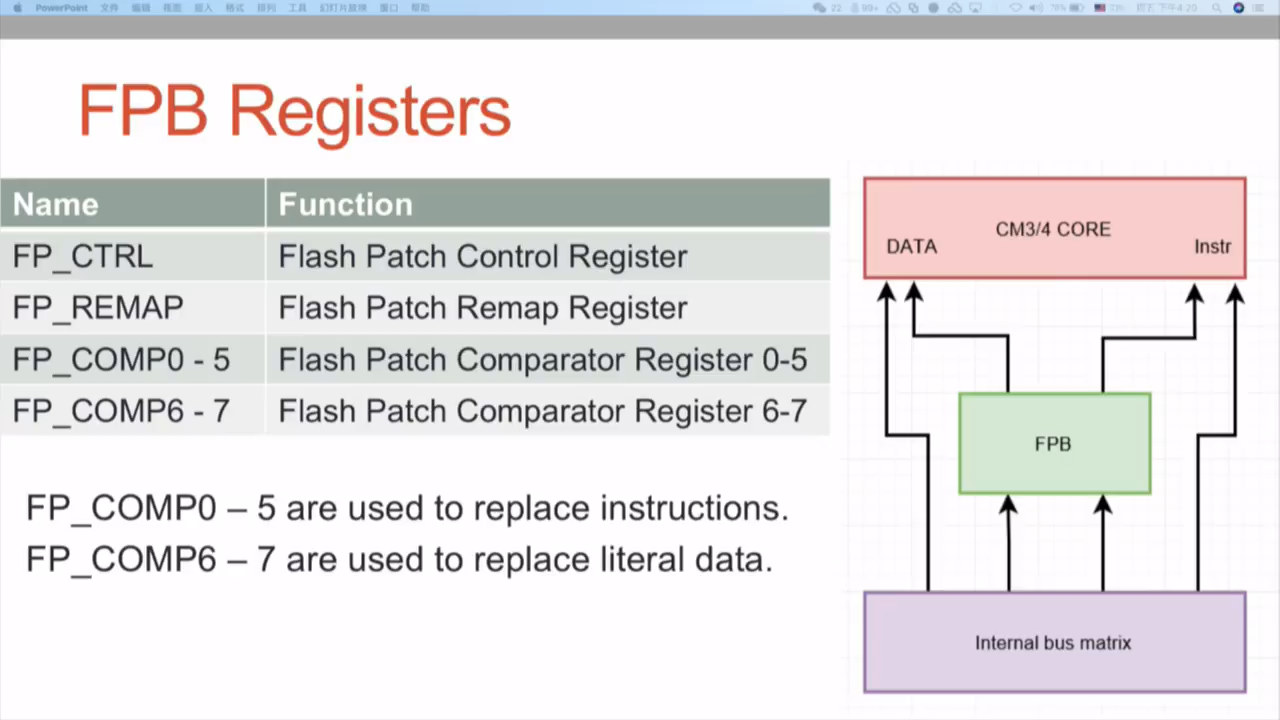 PowerPoint 文件 编辑 视图 插入 格式 排列 工具 幻灯片放映 窗口 帮助
22 99+
FPB Registers
Name Function
FP_CTRL Flash Patch Control Register
FP_REMAP Flash Patch Remap Register
FP_COMP0 - 5 Flash Patch Comparator Register 0-5
FP_COMP6 - 7 Flash Patch Comparator Register 6-7
FP_COMP0 – 5 are used to replace instructions.
FP_COMP6 – 7 are used to replace literal data.
CM3/4 CORE
DATA Instr
FPB
Internal bus matrix